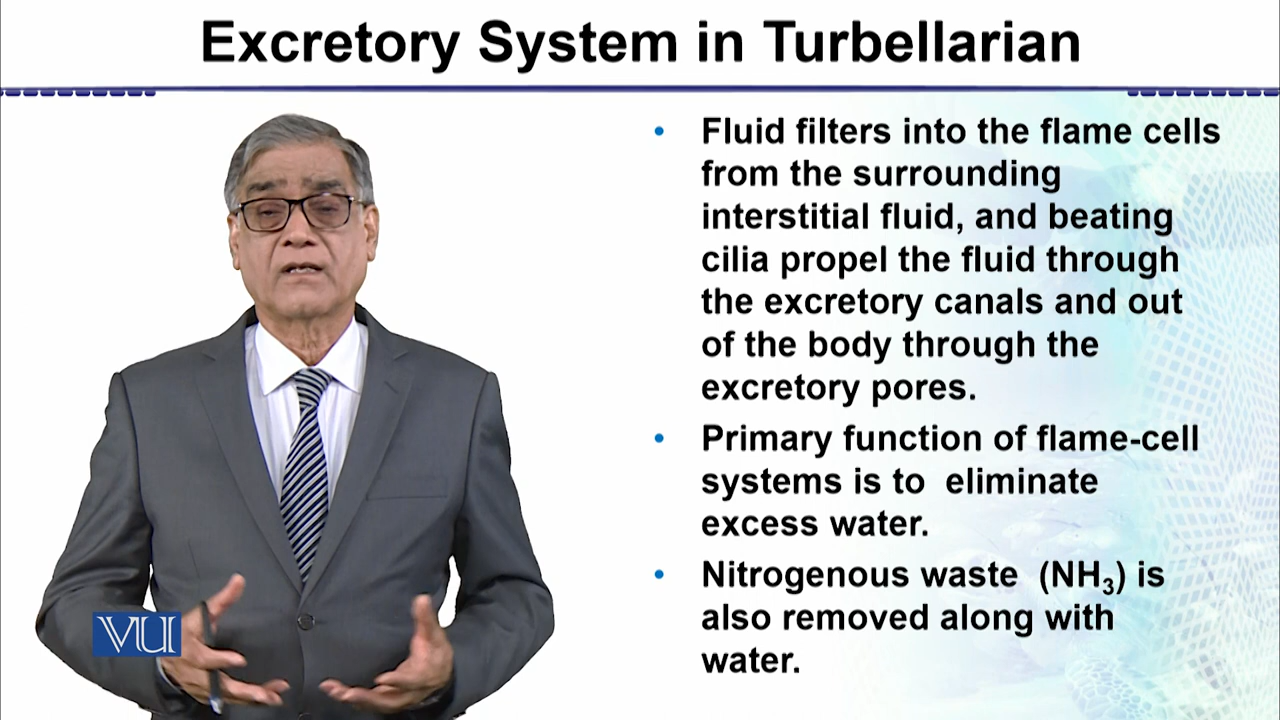 Excretory System in Turbellarian
• Fluid filters into the flame cells
from the surrounding
interstitial fluid, and beating
cilia propel the fluid through
the excretory canals and out
of the body through the
excretory pores.
• Primary function of flame-cell
systems is to  eliminate
excess water.
• Nitrogenous waste  (NH₃) is
also removed along with
water.
VU